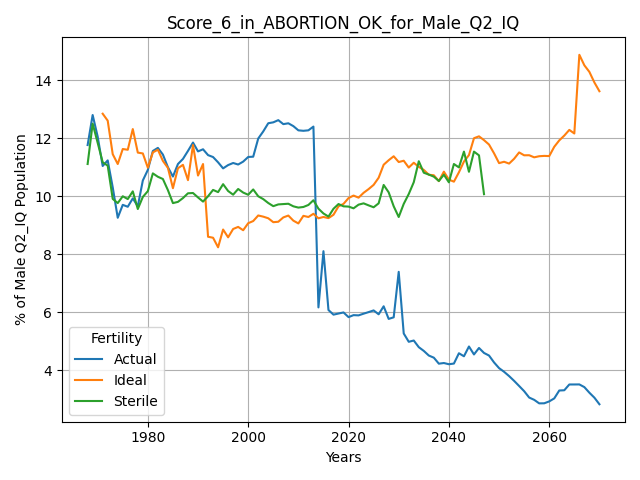 Score_6_in_ABORTION_OK_for_Male_Q2_IQ
% of Male Q2_IQ Population
14
12
10
8
6
4
Fertility
Actual
Ideal
Sterile
1980
2000
2020
2040
2060
Years